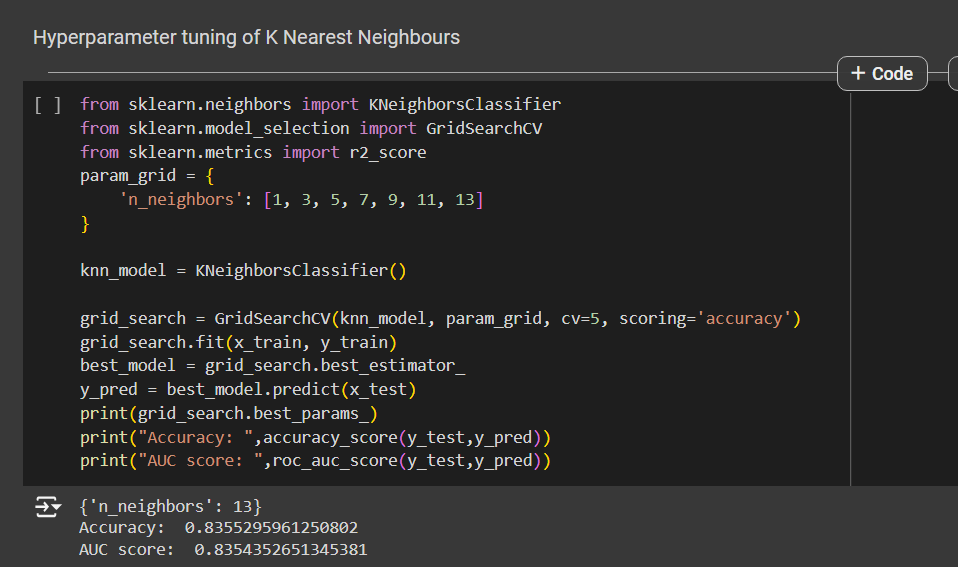 Hyperparameter tuning of K Nearest Neighbours
+ Code
[ ] from sklearn.neighbors import KNeighborsClassifier
from sklearn.model_selection import GridSearchCV
from sklearn.metrics import r2_score
param_grid = {
    'n_neighbors': [1, 3, 5, 7, 9, 11, 13]
}
knn_model = KNeighborsClassifier()
grid_search = GridSearchCV(knn_model, param_grid, cv=5, scoring='accuracy')
grid_search.fit(x_train, y_train)
best_model = grid_search.best_estimator_
y_pred = best_model.predict(x_test)
print(grid_search.best_params_)
print("Accuracy: ",accuracy_score(y_test,y_pred))
print("AUC score: ",roc_auc_score(y_test,y_pred))
{'n_neighbors': 13}
Accuracy:  0.8355295961250802
AUC score:  0.8354352651345381